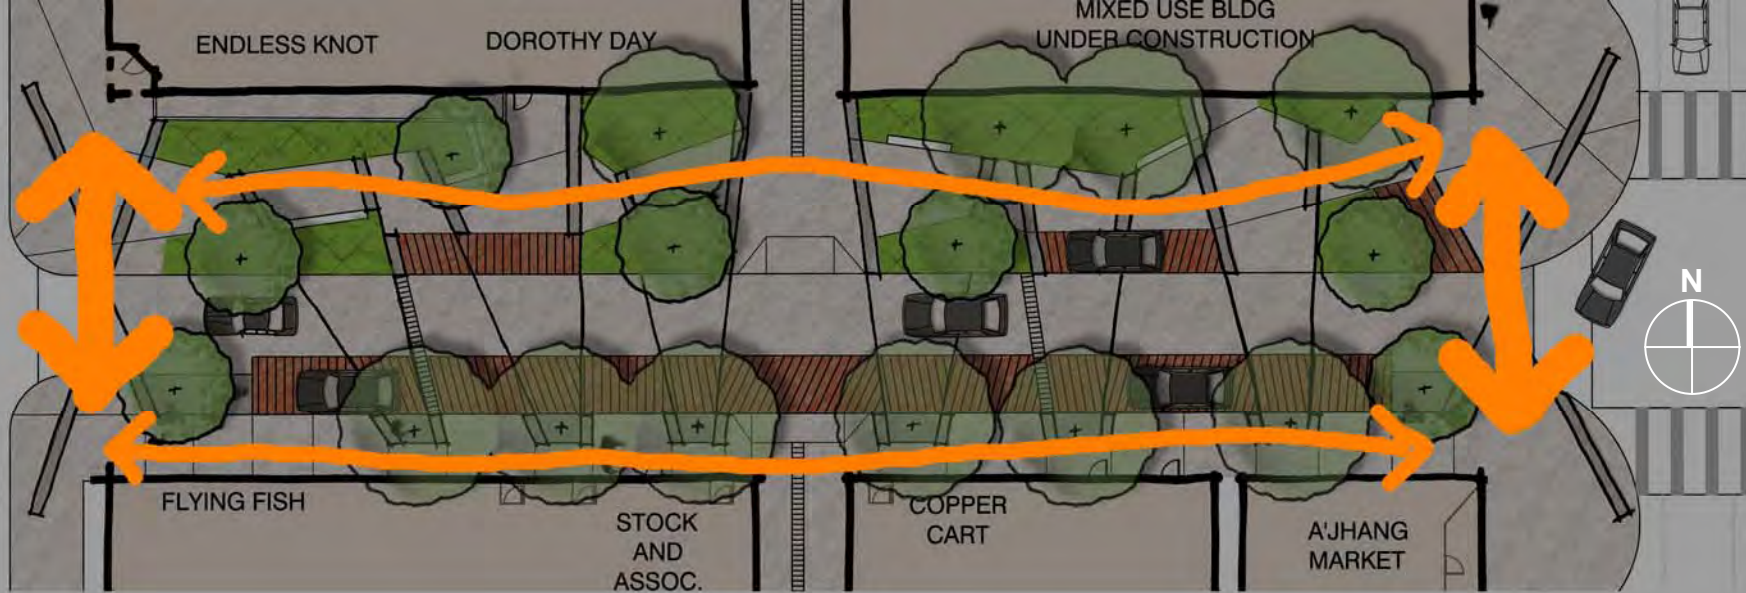 ENDLESS KNOT
DOROTHY DAY
MIXED USE BLDG
UNDER CONSTRUCTION
N
FLYING FISH
STOCK
AND
ASSOC.
COPPER
CART
A'JHANG
MARKET